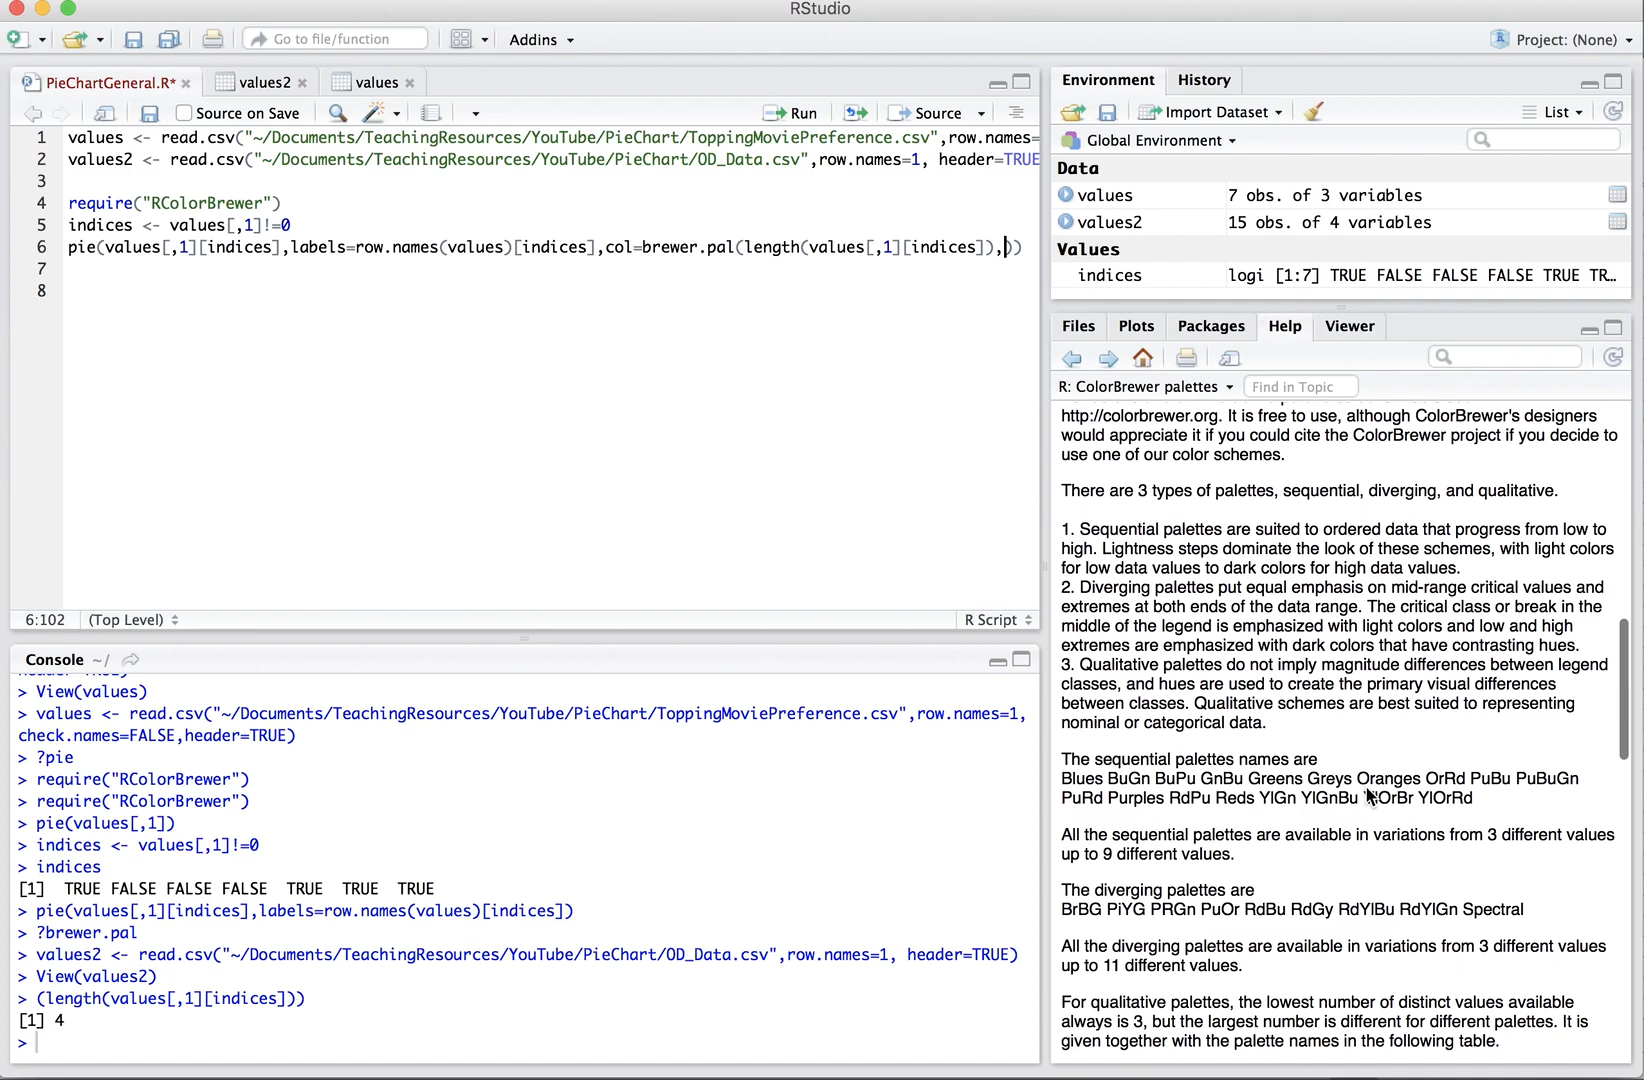 RStudio
Go to file/function
Addins
Project: (None)
PieChartGeneral.R*
values2
values
Source on Save
Run
Source
1 values <- read.csv("~/Documents/TeachingResources/YouTube/PieChart/ToppingMoviePreference.csv",row.names=
2 values2 <- read.csv("~/Documents/TeachingResources/YouTube/PieChart/OD_Data.csv",row.names=1, header=TRUE
3
4 require("RColorBrewer")
5 indices <- values[,1]!=0
6 pie(values[,1][indices],labels=row.names(values)[indices],col=brewer.pal(length(values[,1][indices]),))
7
8
6:102
(Top Level)
R Script
Console ~/
> View(values)
> values <- read.csv("~/Documents/TeachingResources/YouTube/PieChart/ToppingMoviePreference.csv",row.names=1,
check.names=FALSE,header=TRUE)
> ?pie
> require("RColorBrewer")
> require("RColorBrewer")
> pie(values[,1])
> indices <- values[,1]!=0
> indices
[1] TRUE FALSE FALSE FALSE TRUE TRUE TRUE
> pie(values[,1][indices],labels=row.names(values)[indices])
> ?brewer.pal
> values2 <- read.csv("~/Documents/TeachingResources/YouTube/PieChart/OD_Data.csv",row.names=1, header=TRUE)
> View(values2)
> (length(values[,1][indices]))
[1] 4
>
Environment
History
Import Dataset
List
Global Environment
Data
values 7 obs. of 3 variables
values2 15 obs. of 4 variables
Values
indices logi [1:7] TRUE FALSE FALSE FALSE TRUE TR...
Files
Plots
Packages
Help
Viewer
R: ColorBrewer palettes
Find in Topic
http://colorbrewer.org. It is free to use, although ColorBrewer's designers
would appreciate it if you could cite the ColorBrewer project if you decide to
use one of our color schemes.
There are 3 types of palettes, sequential, diverging, and qualitative.
1. Sequential palettes are suited to ordered data that progress from low to
high. Lightness steps dominate the look of these schemes, with light colors
for low data values to dark colors for high data values.
2. Diverging palettes put equal emphasis on mid-range critical values and
extremes at both ends of the data range. The critical class or break in the
middle of the legend is emphasized with light colors and low and high
extremes are emphasized with dark colors that have contrasting hues.
3. Qualitative palettes do not imply magnitude differences between legend
classes, and hues are used to create the primary visual differences
between classes. Qualitative schemes are best suited to representing
nominal or categorical data.
The sequential palettes names are
Blues BuGn BuPu GnBu Greens Greys Oranges OrRd PuBu PuBuGn
PuRd Purples RdPu Reds YlGn YlGnBu YlOrBr YlOrRd
All the sequential palettes are available in variations from 3 different values
up to 9 different values.
The diverging palettes are
BrBG PiYG PRGn PuOr RdBu RdGy RdYlBu RdYlGn Spectral
All the diverging palettes are available in variations from 3 different values
up to 11 different values.
For qualitative palettes, the lowest number of distinct values available
always is 3, but the largest number is different for different palettes. It is
given together with the palette names in the following table.